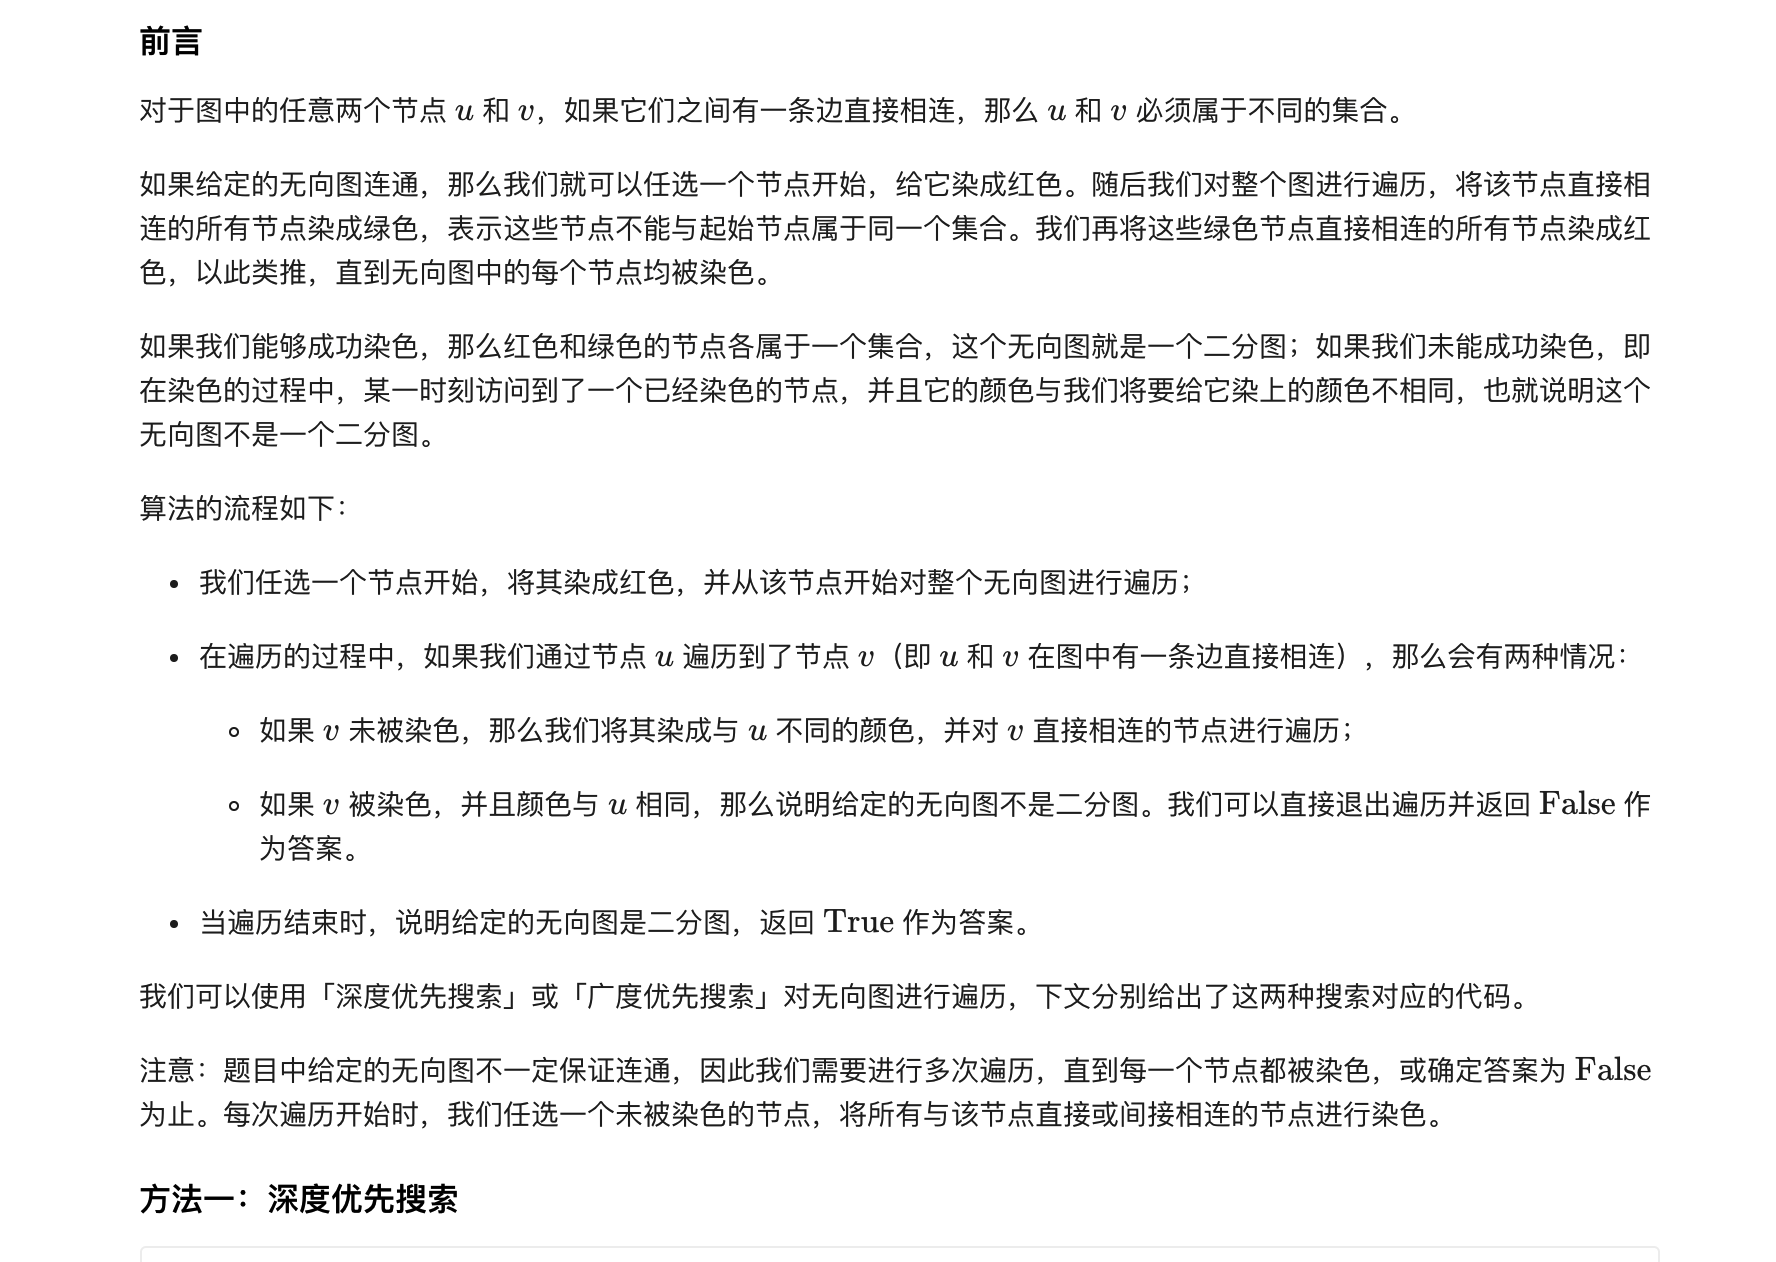 前言
对于图中的任意两个节点 u 和 v，如果它们之间有一条边直接相连，那么 u 和 v 必须属于不同的集合。
如果给定的无向图连通，那么我们就可以任选一个节点开始，给它染成红色。随后我们对整个图进行遍历，将该节点直接相
连的所有节点染成绿色，表示这些节点不能与起始节点属于同一个集合。我们再将这些绿色节点直接相连的所有节点染成红
色，以此类推，直到无向图中的每个节点均被染色。
如果我们能够成功染色，那么红色和绿色的节点各属于一个集合，这个无向图就是一个二分图；如果我们未能成功染色，即
在染色的过程中，某一时刻访问到了一个已经染色的节点，并且它的颜色与我们将要给它染上的颜色不相同，也就说明这个
无向图不是一个二分图。
算法的流程如下：
• 我们任选一个节点开始，将其染成红色，并从该节点开始对整个无向图进行遍历；
• 在遍历的过程中，如果我们通过节点 u 遍历到了节点 v（即 u 和 v 在图中有一条边直接相连），那么会有两种情况：
◦ 如果 v 未被染色，那么我们将其染成与 u 不同的颜色，并对 v 直接相连的节点进行遍历；
◦ 如果 v 被染色，并且颜色与 u 相同，那么说明给定的无向图不是二分图。我们可以直接退出遍历并返回 False 作
为答案。
• 当遍历结束时，说明给定的无向图是二分图，返回 True 作为答案。
我们可以使用「深度优先搜索」或「广度优先搜索」对无向图进行遍历，下文分别给出了这两种搜索对应的代码。
注意：题目中给定的无向图不一定保证连通，因此我们需要进行多次遍历，直到每一个节点都被染色，或确定答案为 False
为止。每次遍历开始时，我们任选一个未被染色的节点，将所有与该节点直接或间接相连的节点进行染色。
方法一：深度优先搜索